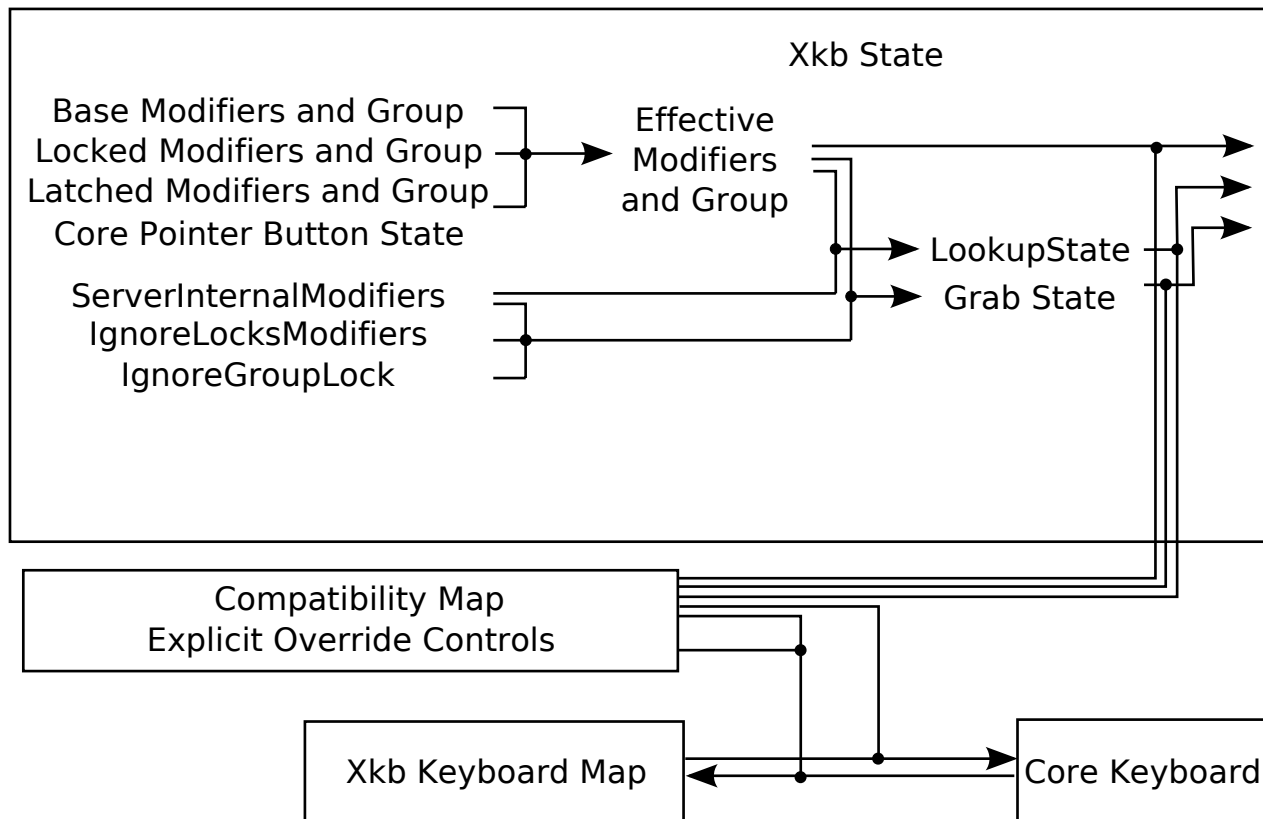 Xkb State
Base Modifiers and Group
Locked Modifiers and Group
Latched Modifiers and Group
Core Pointer Button State
Effective
Modifiers
and Group
ServerInternalModifiers
IgnoreLocksModifiers
IgnoreGroupLock
LookupState
Grab State
Compatibility Map
Explicit Override Controls
Xkb Keyboard Map
Core Keyboard